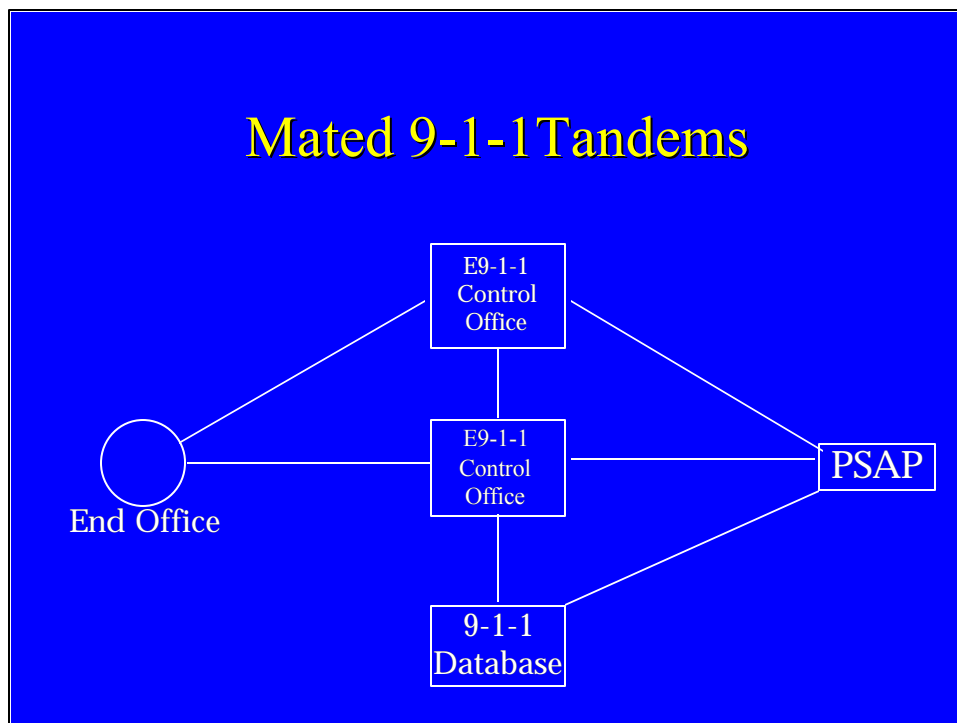 Mated 9-1-1Tandems
E9-1-1
Control
Office
E9-1-1
Control
Office
PSAP
End Office
9-1-1
Database